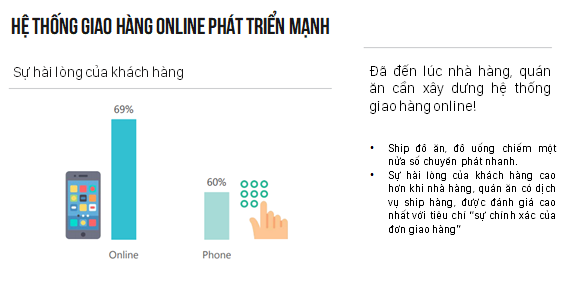 HỆ THỐNG GIAO HÀNG ONLINE PHÁT TRIỂN MẠNH
Sự hài lòng của khách hàng
69%
60%
Online
Phone
Đã đến lúc nhà hàng, quán
ăn cần xây dưng hệ thống
giao hàng online!
• Ship đồ ăn, đồ uống chiếm một
nửa số chuyển phát nhanh.
• Sự hài lòng của khách hàng cao
hơn khi nhà hàng, quán ăn có dịch
vụ ship hàng, được đánh giá cao
nhất với tiêu chí “sự chính xác của
đơn giao hàng”